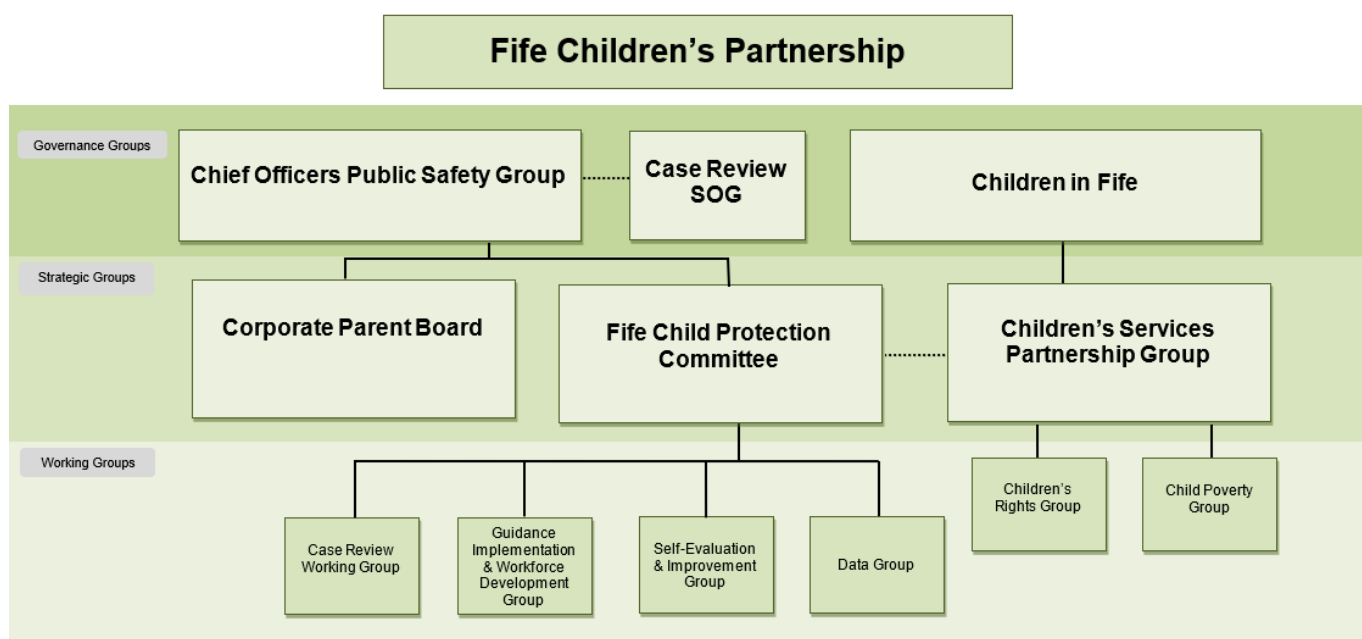 Fife Children’s Partnership
Governance Groups
Chief Officers Public Safety Group
Case Review
SOG
Children in Fife
Strategic Groups
Corporate Parent Board
Fife Child Protection
Committee
Children’s Services
Partnership Group
Working Groups
Case Review
Working Group
Guidance
Implementation
& Workforce
Development
Group
Self-Evaluation
& Improvement
Group
Data Group
Children’s
Rights Group
Child Poverty
Group